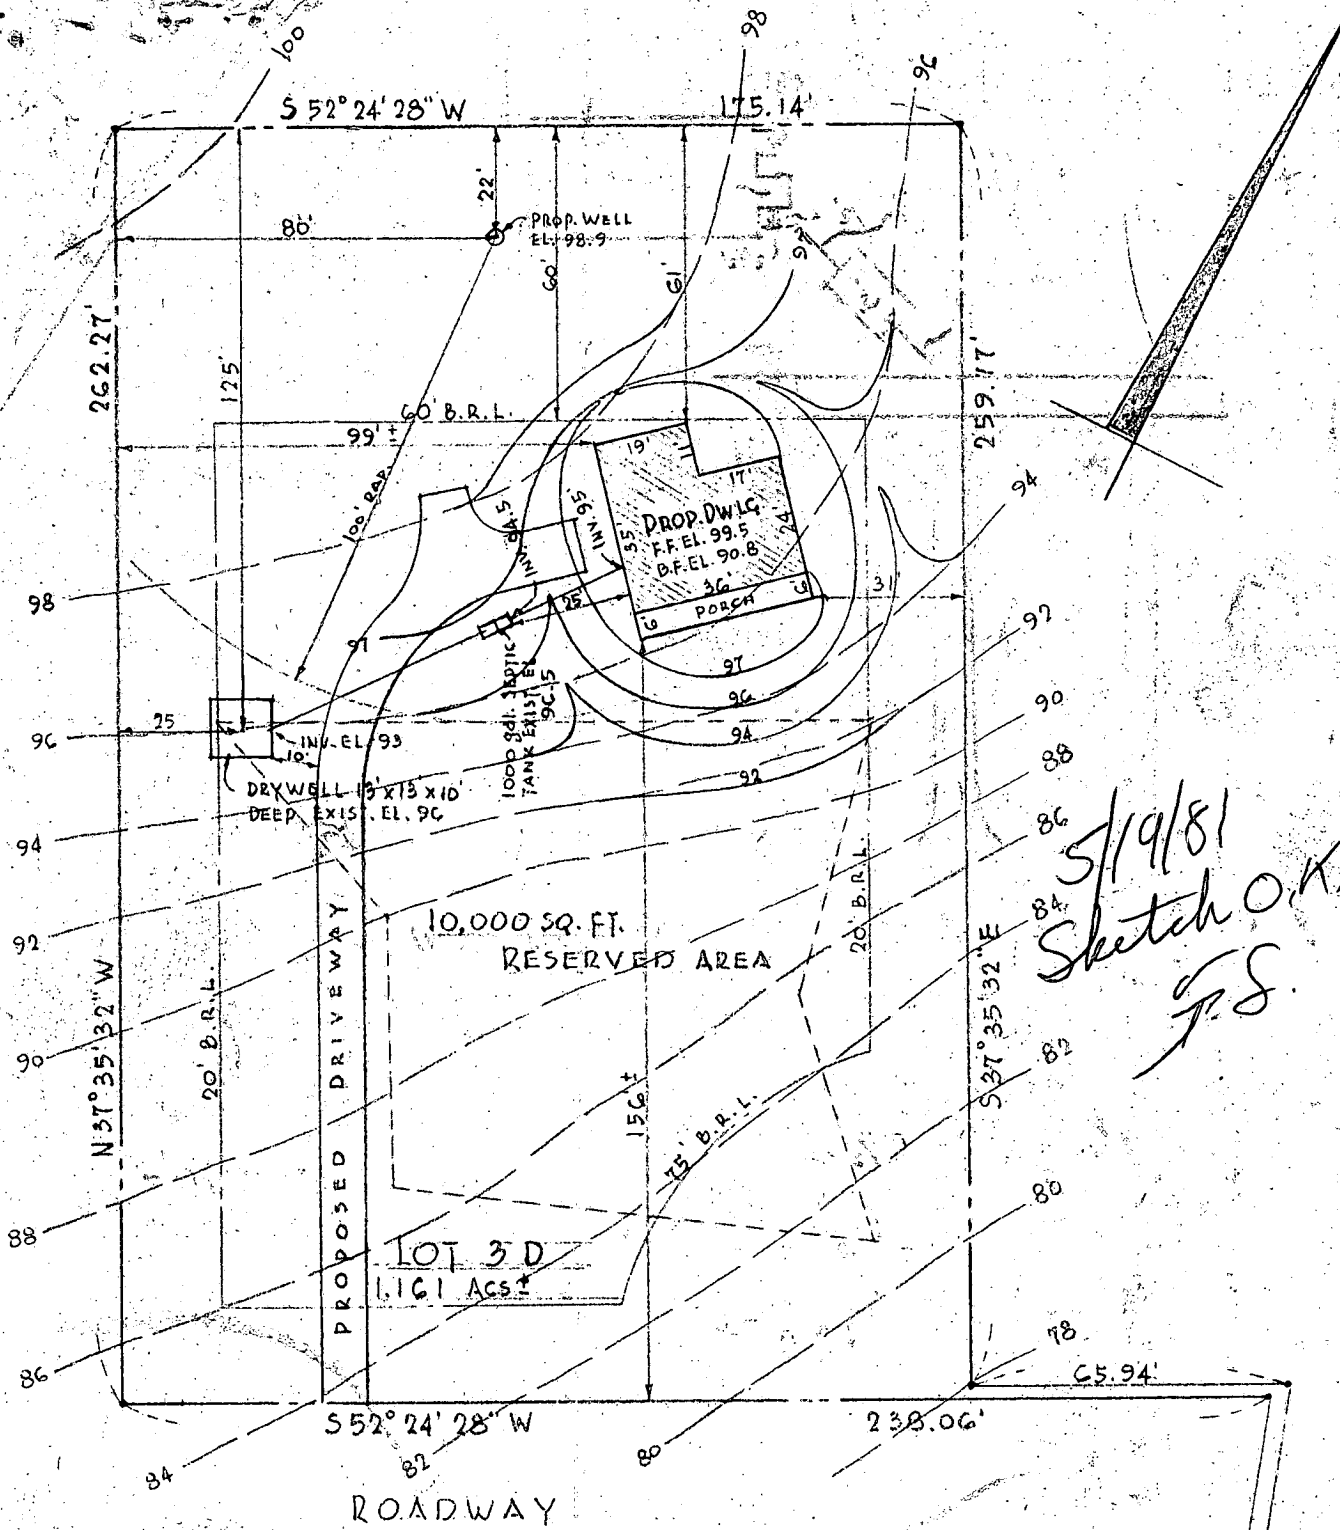 100
98
96
S 52° 24' 28" W
175.14'
22'
80'
PROP. WELL
EL. 98.9
60'
61'
97
262.27'
125'
259.17'
60' B.R.L.
99' ±
19'
11'
17'
94
100' RAD.
INV. 94.5
INV. 95'
35'
PROP. DWLG
F.F. EL. 99.5
B.F. EL. 90.8
24'
36'
PORCH
6'
6'
25
31'
98
97
92
1000 gal. SEPTIC
TANK EXIST. EL.
96.15
97
96
94
92
90
88
86
84
25
96
INV. EL. 93
10'
DRYWELL 13' x 13' x 10'
DEEP EXIST. EL. 96
94
5/19/81
Sketch O.K.
J.S.
92
10,000 SQ. FT.
RESERVED AREA
20' B.R.L.
N 37° 35' 32" W
20' B.R.L.
PROPOSED DRIVEWAY
S 37° 35' 32" E
90
82
156' ±
75' B.R.L.
80
88
LOT 3 D
1.161 ACS ±
86
78
65.94'
S 52° 24' 28" W
84
82
80
ROADWAY